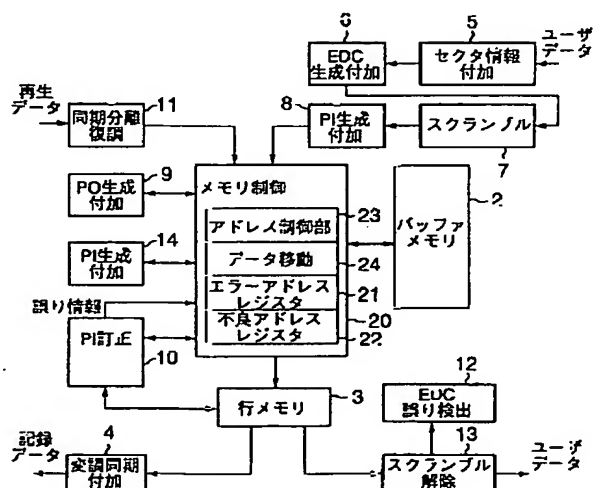 6
5
ユーザ
データ
EDC
生成付加
セクタ情報
付加
再生
データ
11
同期分離
復調
8
PI生成
付加
スクランブル
7
9
PO生成
付加
メモリ制御
2
バッファ
メモリ
14
PI生成
付加
アドレス制御部
23
データ移動
24
エラーアドレス
レジスタ
21
不良アドレス
レジスタ
20
22
誤り情報
PI訂正
10
行メモリ
3
12
EDC
誤り検出
記録
データ
4
変調同期
付加
13
スクランブル
解除
ユーザ
データ